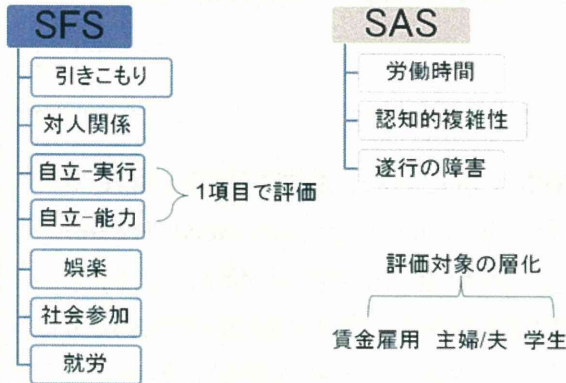 SFS
引きこもり
対人関係
自立-実行
自立-能力
1項目で評価
娯楽
社会参加
就労
SAS
労働時間
認知的複雑性
遂行の障害
評価対象の層化
賃金雇用 主婦/夫 学生